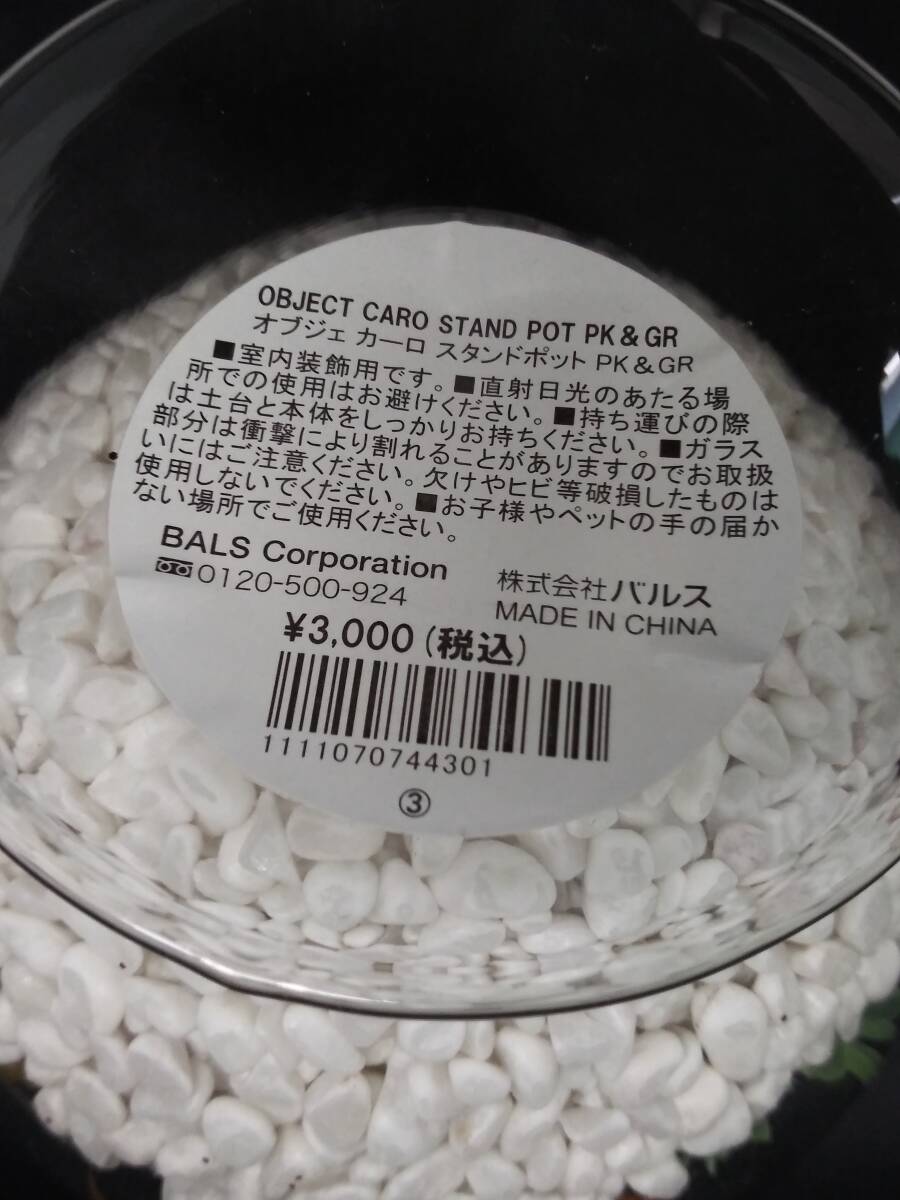 OBJECT CARO STAND POT PK & GR
オブジェ カーロ スタンドポット PK & GR
■室内装飾用です。■直射日光のあたる場
所での使用はお避けください。■持ち運びの際
は土台と本体をしっかりお持ちください。■ガラス
部分は衝撃により割れることがありますのでお取扱
いにはご注意ください。欠けやヒビ等破損したものは
使用しないでください。■お子様やペットの手の届か
ない場所でご使用ください。
BALS Corporation
0120-500-924
株式会社バルス
MADE IN CHINA
¥3,000(税込)
1111070744301
③